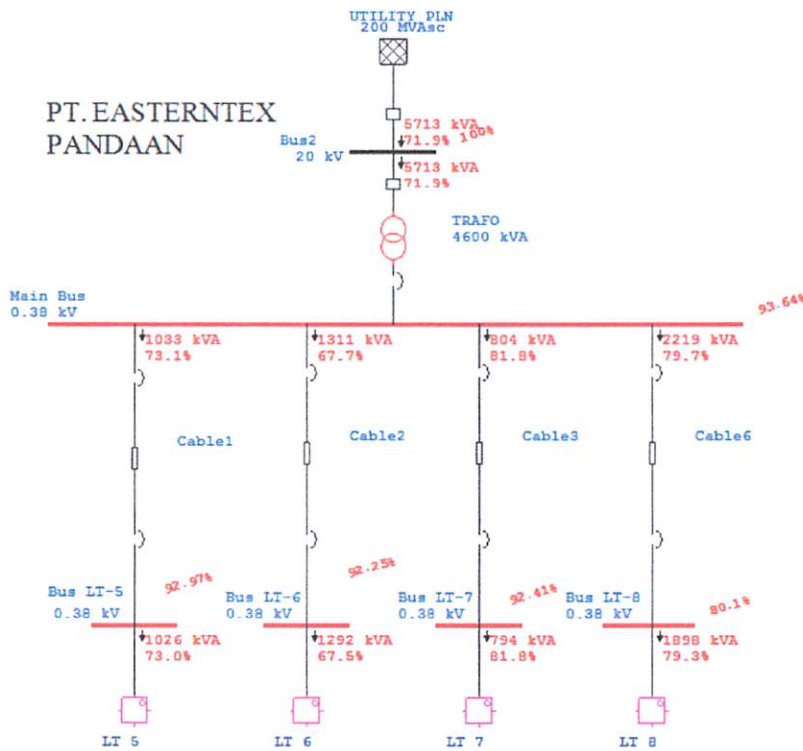 UTILITY PLN
200 MVAsc
PT. EASTERNTEX
PANDAAN
5713 kVA
71.9%
100%
Bus2
20 kV
5713 kVA
71.9%
TRAFO
4600 kVA
Main Bus
0.38 kV
93.64%
1033 kVA
73.1%
1311 kVA
67.7%
804 kVA
81.8%
2219 kVA
79.7%
Cable1
Cable2
Cable3
Cable6
Bus LT-5
0.38 kV
92.97%
Bus LT-6
0.38 kV
92.25%
Bus LT-7
0.38 kV
92.41%
Bus LT-8
0.38 kV
80.1%
1026 kVA
73.0%
1292 kVA
67.5%
794 kVA
81.8%
1898 kVA
79.3%
LT 5
LT 6
LT 7
LT 8